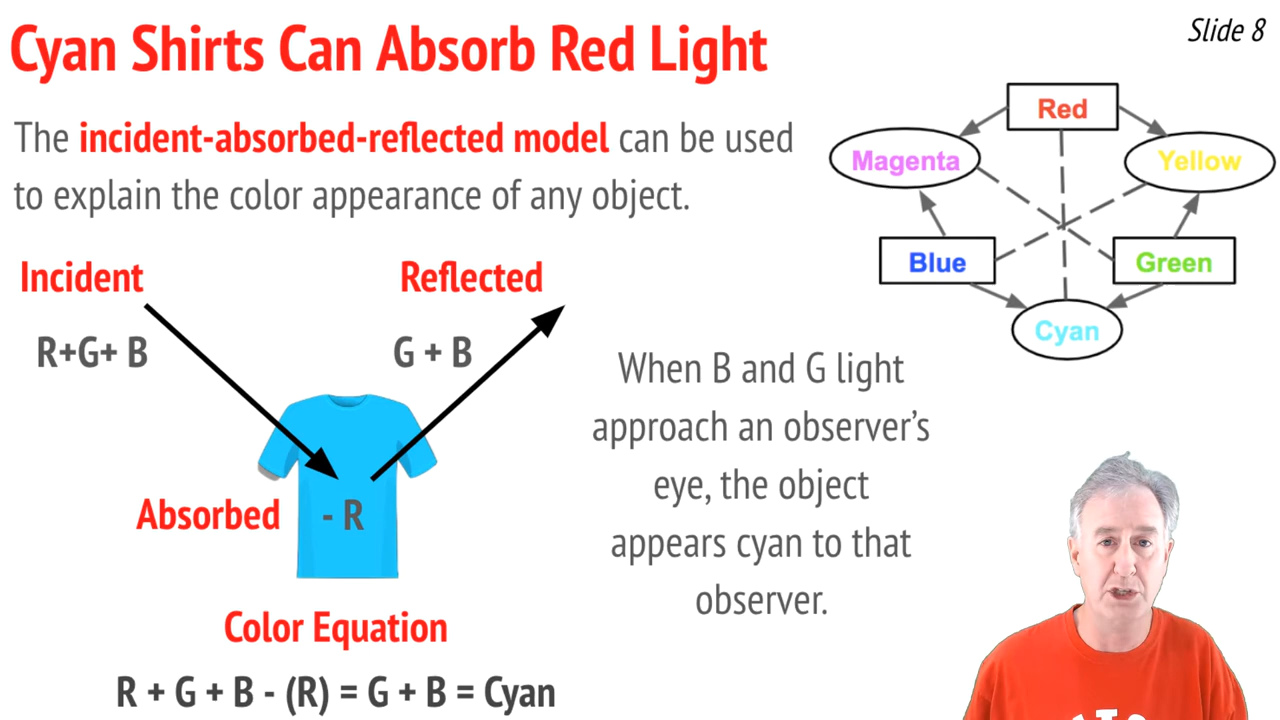 Cyan Shirts Can Absorb Red Light
Slide 8
The incident-absorbed-reflected model can be used
to explain the color appearance of any object.
Red
Magenta
Yellow
Blue
Green
Cyan
Incident
Reflected
R+G+ B
G + B
Absorbed
- R
When B and G light
approach an observer’s
eye, the object
appears cyan to that
observer.
Color Equation
R + G + B - (R) = G + B = Cyan